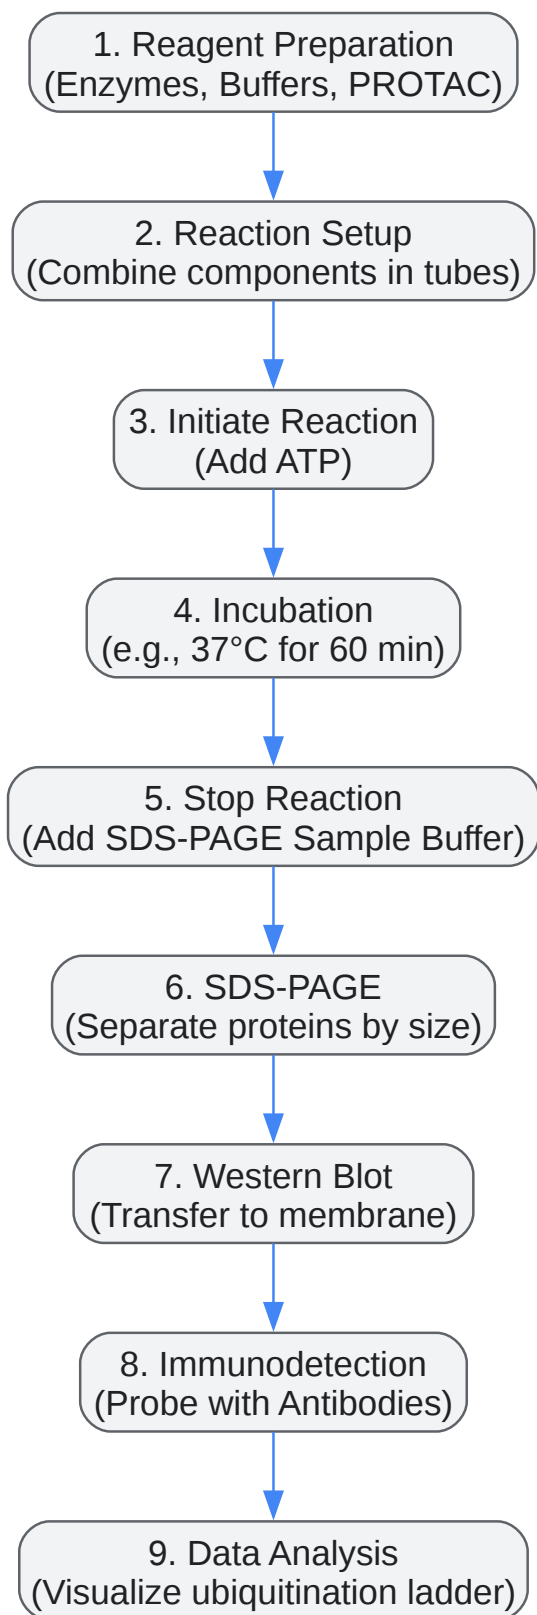 1. Reagent Preparation
(Enzymes, Buffers, PROTAC)
2. Reaction Setup
(Combine components in tubes)
3. Initiate Reaction
(Add ATP)
4. Incubation
(e.g., 37°C for 60 min)
5. Stop Reaction
(Add SDS-PAGE Sample Buffer)
6. SDS-PAGE
(Separate proteins by size)
7. Western Blot
(Transfer to membrane)
8. Immunodetection
(Probe with Antibodies)
9. Data Analysis
(Visualize ubiquitination ladder)